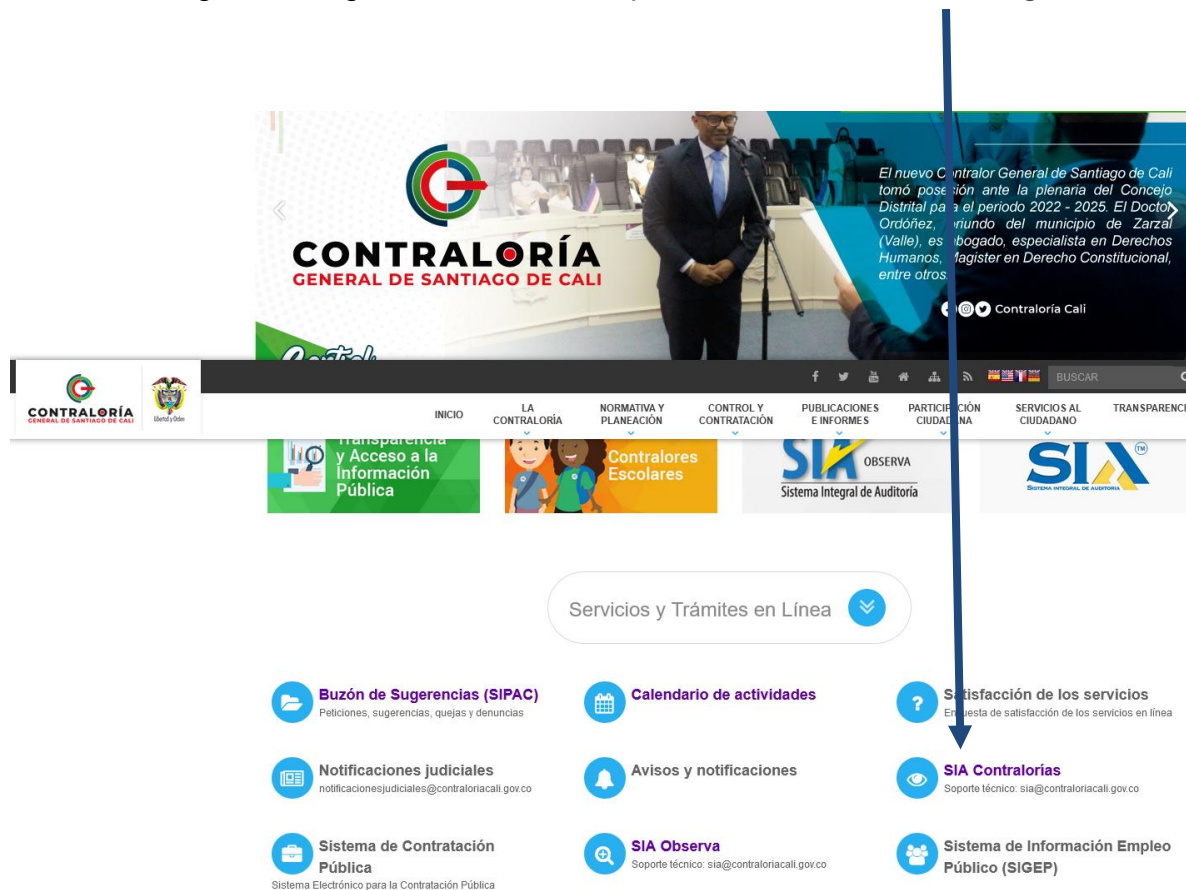 El nuevo Contralor General de Santiago de Cali
tomó posesión ante la plenaria del Concejo
Distrital para el periodo 2022 - 2025. El Doctor
Ordóñez, oriundo del municipio de Zarzal
(Valle), es abogado, especialista en Derechos
Humanos, Magister en Derecho Constitucional,
entre otros.
CONTRALORÍA
GENERAL DE SANTIAGO DE CALI
Contraloría Cali
BUSCAR
CONTRALORÍA
GENERAL DE SANTIAGO DE CALI
Libertad y Orden
INICIO
LA
CONTRALORÍA
NORMATIVA Y
PLANEACIÓN
CONTROL Y
CONTRATACIÓN
PUBLICACIONES
E INFORMES
PARTICIPACIÓN
CIUDADANA
SERVICIOS AL
CIUDADANO
Transparencia
y Acceso a la
Información
Pública
Contralores
Escolares
SIA OBSERVA
Sistema Integral de Auditoría
SIA TM
SISTEMA INTEGRAL DE AUDITORIA
Servicios y Trámites en Línea
Buzón de Sugerencias (SIPAC)
Peticiones, sugerencias, quejas y denuncias
Calendario de actividades
Satisfacción de los servicios
Encuesta de satisfacción de los servicios en línea
Notificaciones judiciales
notificacionesjudiciales@contraloriacali.gov.co
Avisos y notificaciones
SIA Contralorías
Soporte técnico: sia@contraloriacali.gov.co
Sistema de Contratación
Pública
Sistema Electrónico para la Contratación Pública
SIA Observa
Soporte técnico: sia@contraloriacali.gov.co
Sistema de Información Empleo
Público (SIGEP)